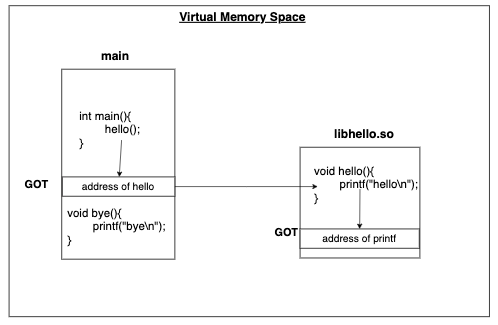 Virtual Memory Space
main
int main(){
hello();
}
GOT
address of hello
void bye(){
printf("bye\n");
}
libhello.so
void hello(){
printf("hello\n");
}
GOT
address of printf